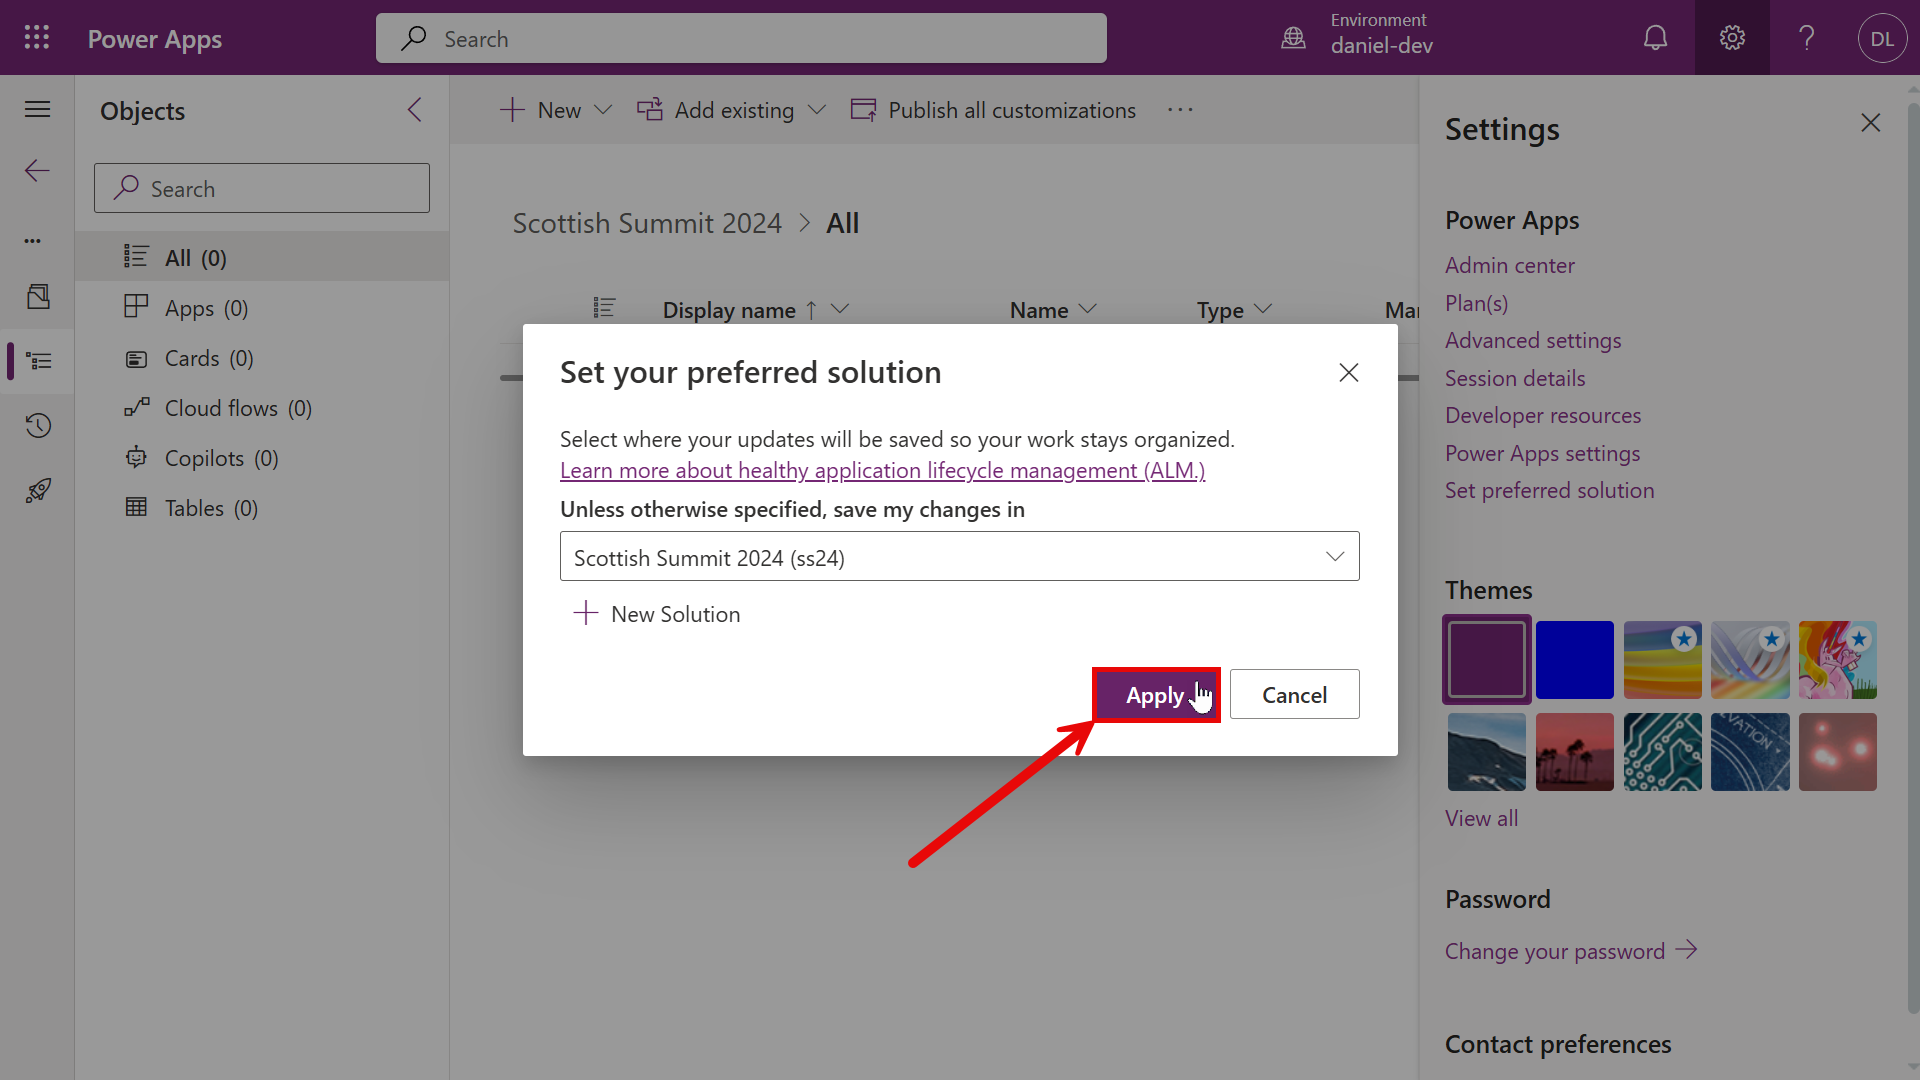 Power Apps
Search
Environment
daniel-dev
?
DL
Objects
Search
All (0)
Apps (0)
Cards (0)
Cloud flows (0)
Copilots (0)
Tables (0)
New
Add existing
Publish all customizations
Scottish Summit 2024 > All
Display name
Name
Type
Set your preferred solution
Select where your updates will be saved so your work stays organized.
Learn more about healthy application lifecycle management (ALM.)
Unless otherwise specified, save my changes in
Scottish Summit 2024 (ss24)
New Solution
Apply
Cancel
Settings
Power Apps
Admin center
Plan(s)
Advanced settings
Session details
Developer resources
Power Apps settings
Set preferred solution
Themes
View all
Password
Change your password
Contact preferences